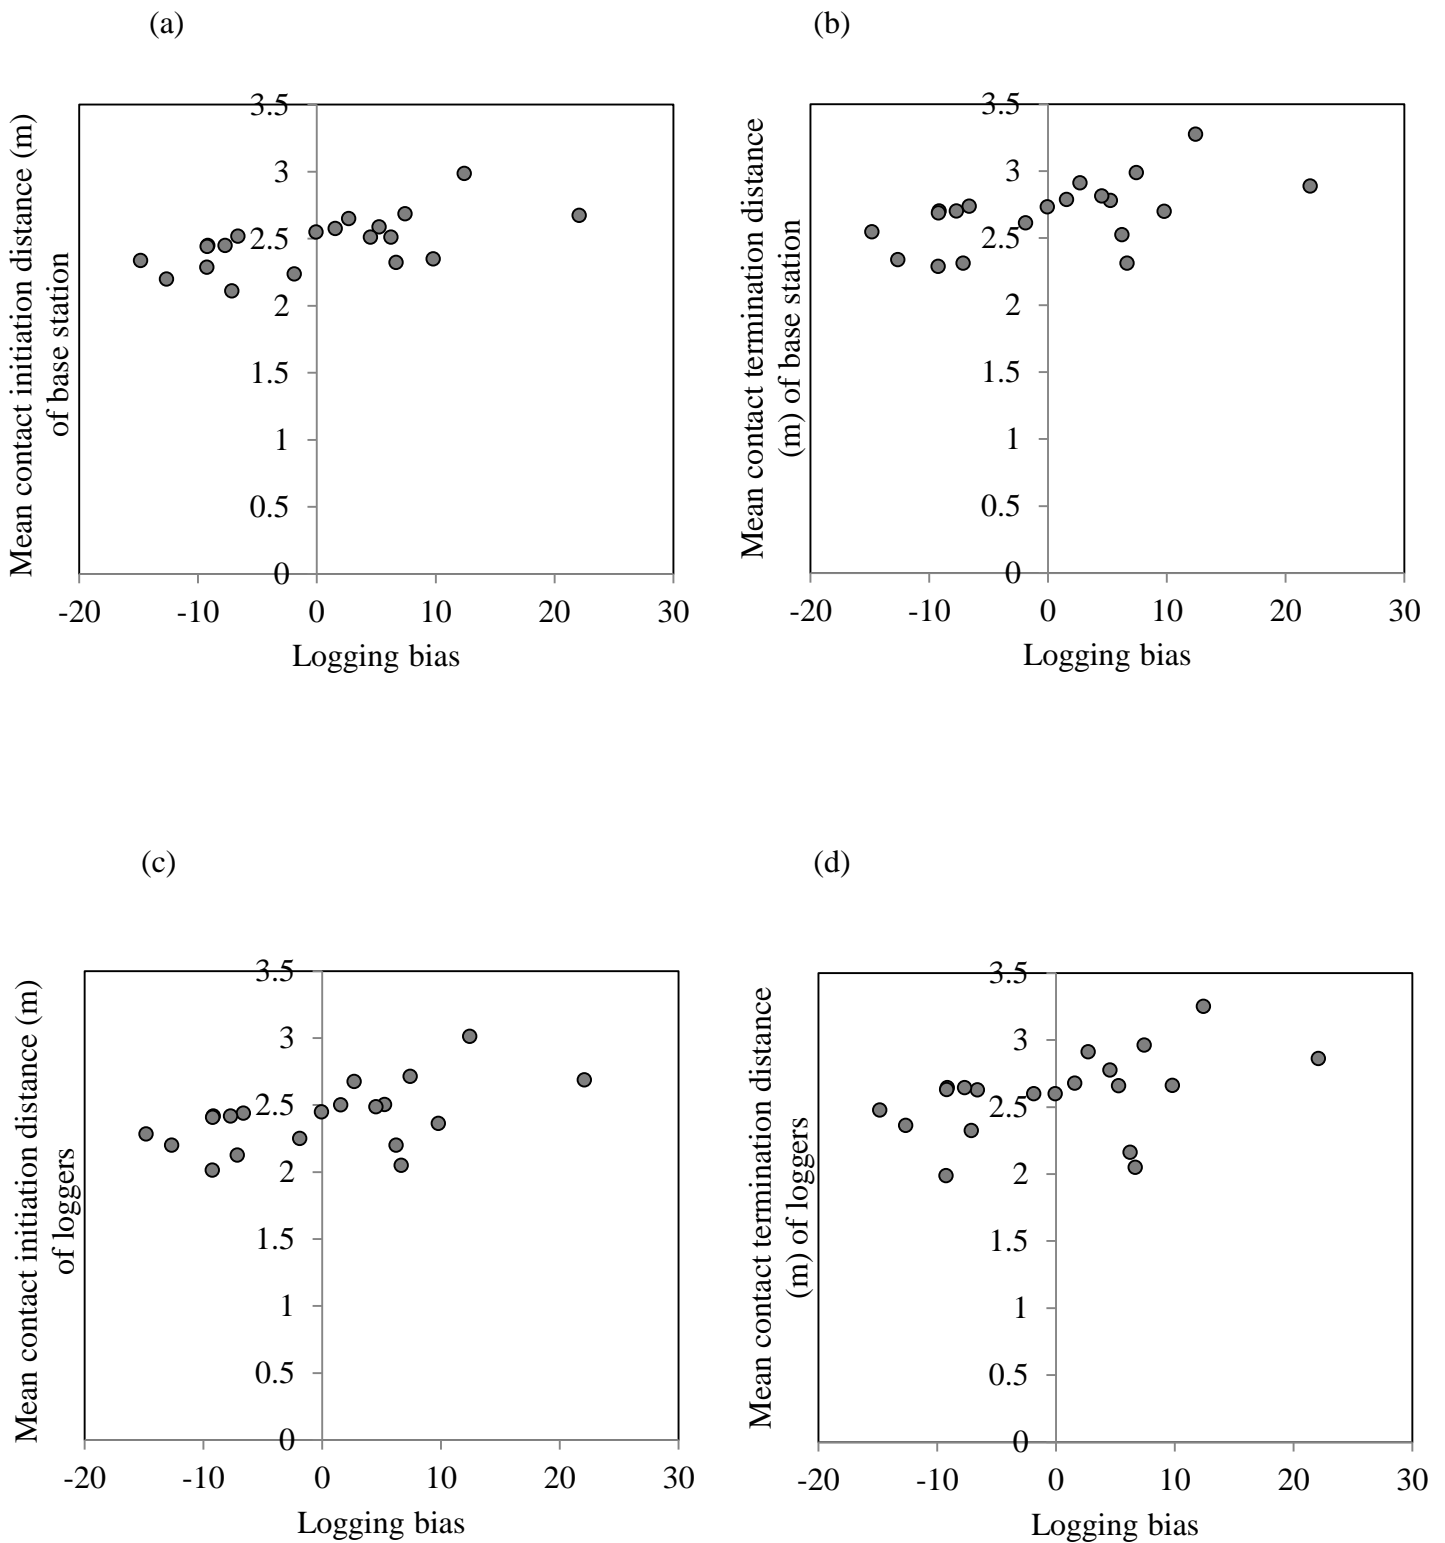 (a)
3.5
3
2.5
2
1.5
1
0.5
0
-20 -10 0 10 20 30
Logging bias
Mean contact initiation distance (m)
of base station
(b)
3.5
3
2.5
2
1.5
1
0.5
0
-20 -10 0 10 20 30
Logging bias
Mean contact termination distance
(m) of base station
(c)
3.5
3
2.5
2
1.5
1
0.5
0
-20 -10 0 10 20 30
Logging bias
Mean contact initiation distance (m)
of loggers
(d)
3.5
3
2.5
2
1.5
1
0.5
0
-20 -10 0 10 20 30
Logging bias
Mean contact termination distance
(m) of loggers